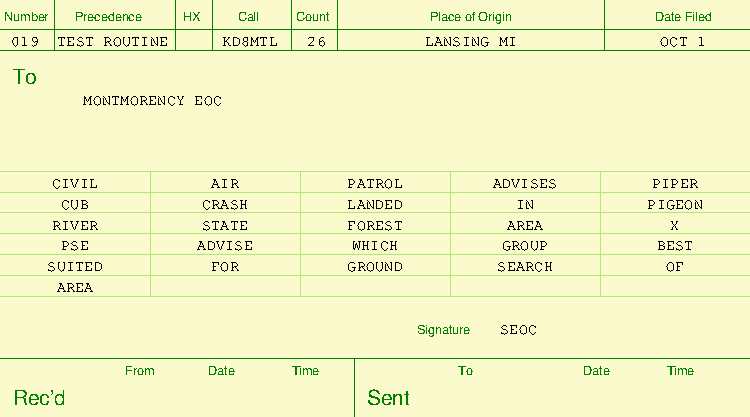 Number Precedence HX Call Count Place of Origin Date Filed
019 TEST ROUTINE KD8MTL 26 LANSING MI OCT 1
To
MONTMORENCY EOC
CIVIL AIR PATROL ADVISES PIPER
CUB CRASH LANDED IN PIGEON
RIVER STATE FOREST AREA X
PSE ADVISE WHICH GROUP BEST
SUITED FOR GROUND SEARCH OF
AREA
Signature SEOC
From Date Time To Date Time
Rec'd Sent